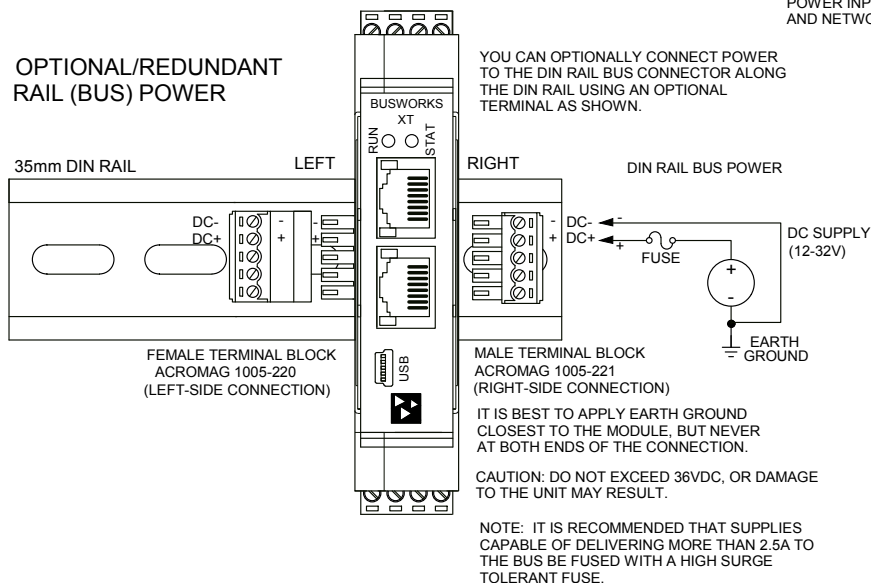 POWER INP
AND NETWO
OPTIONAL/REDUNDANT
RAIL (BUS) POWER
YOU CAN OPTIONALLY CONNECT POWER
TO THE DIN RAIL BUS CONNECTOR ALONG
THE DIN RAIL USING AN OPTIONAL
TERMINAL AS SHOWN.
BUSWORKS
XT
RUN
STAT
35mm DIN RAIL
LEFT
RIGHT
DIN RAIL BUS POWER
DC-
DC+
-
+
-
+
-
+
DC-
DC+
-
+
FUSE
+
-
DC SUPPLY
(12-32V)
EARTH
GROUND
FEMALE TERMINAL BLOCK
ACROMAG 1005-220
(LEFT-SIDE CONNECTION)
USB
MALE TERMINAL BLOCK
ACROMAG 1005-221
(RIGHT-SIDE CONNECTION)
IT IS BEST TO APPLY EARTH GROUND
CLOSEST TO THE MODULE, BUT NEVER
AT BOTH ENDS OF THE CONNECTION.
CAUTION: DO NOT EXCEED 36VDC, OR DAMAGE
TO THE UNIT MAY RESULT.
NOTE: IT IS RECOMMENDED THAT SUPPLIES
CAPABLE OF DELIVERING MORE THAN 2.5A TO
THE BUS BE FUSED WITH A HIGH SURGE
TOLERANT FUSE.